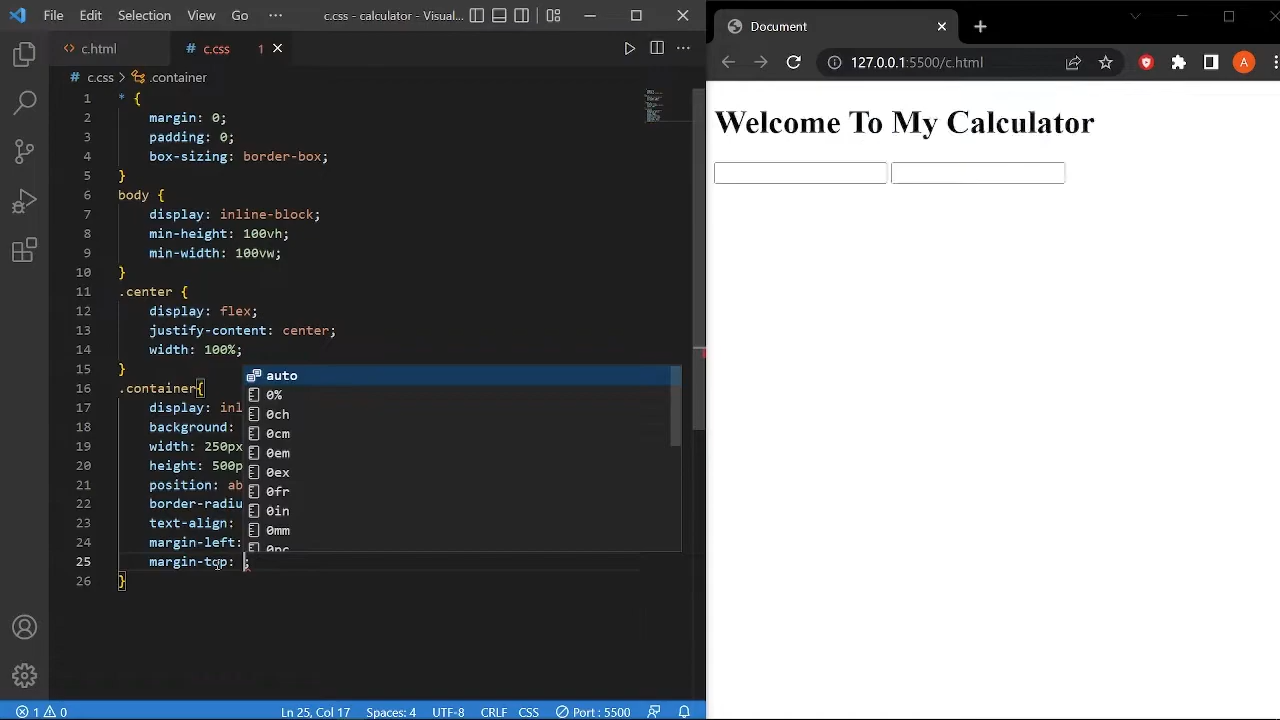 File Edit Selection View Go ··· c.css - calculator - Visual...
c.html c.css 1
c.css > .container
1 * {
2 margin: 0;
3 padding: 0;
4 box-sizing: border-box;
5 }
6 body {
7 display: inline-block;
8 min-height: 100vh;
9 min-width: 100vw;
10 }
11 .center {
12 display: flex;
13 justify-content: center;
14 width: 100%;
15 }
16 .container{
17 display: inl
18 background:
19 width: 250px
20 height: 500p
21 position: ab
22 border-radiu
23 text-align:
24 margin-left:
25 margin-top: ;
26 }
auto
0%
0ch
0cm
0em
0ex
0fr
0in
0mm
0pc
1 0 Ln 25, Col 17 Spaces: 4 UTF-8 CRLF CSS Port : 5500
Document
127.0.0.1:5500/c.html A
Welcome To My Calculator